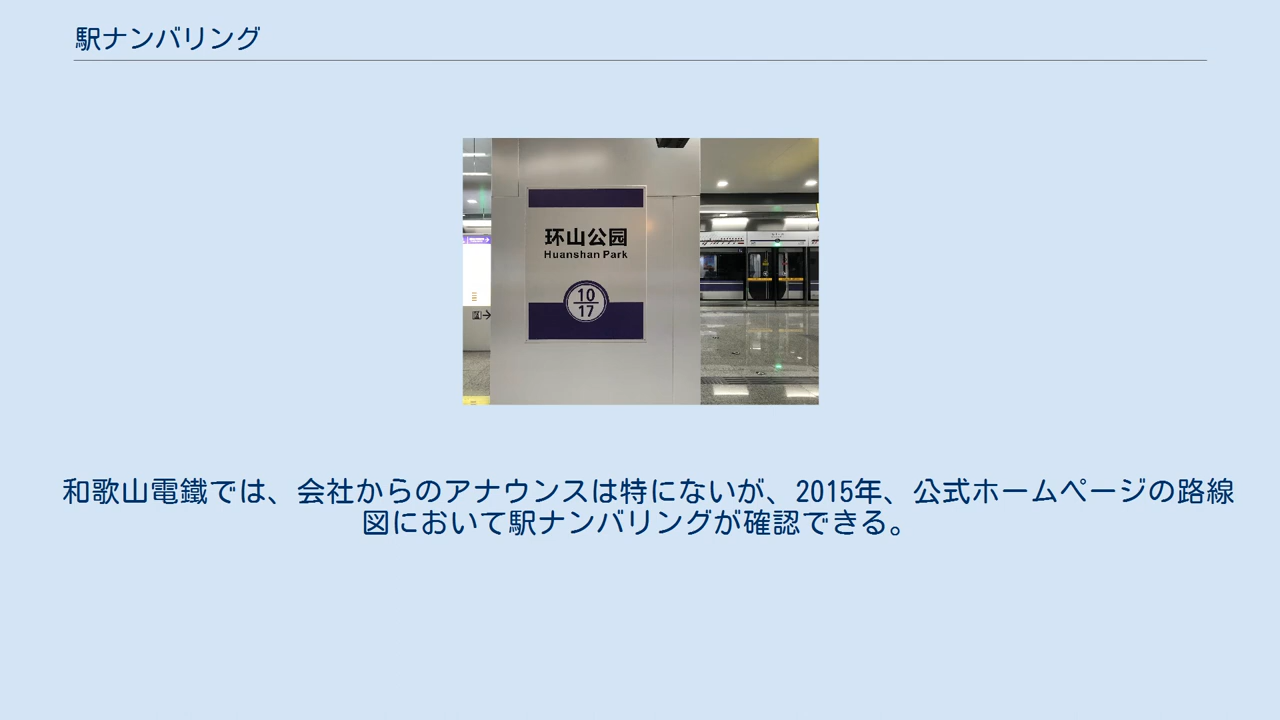 駅ナンバリング
环山公园
Huanshan Park
10
17
和歌山電鐵では、会社からのアナウンスは特にないが、2015年、公式ホームページの路線
図において駅ナンバリングが確認できる。